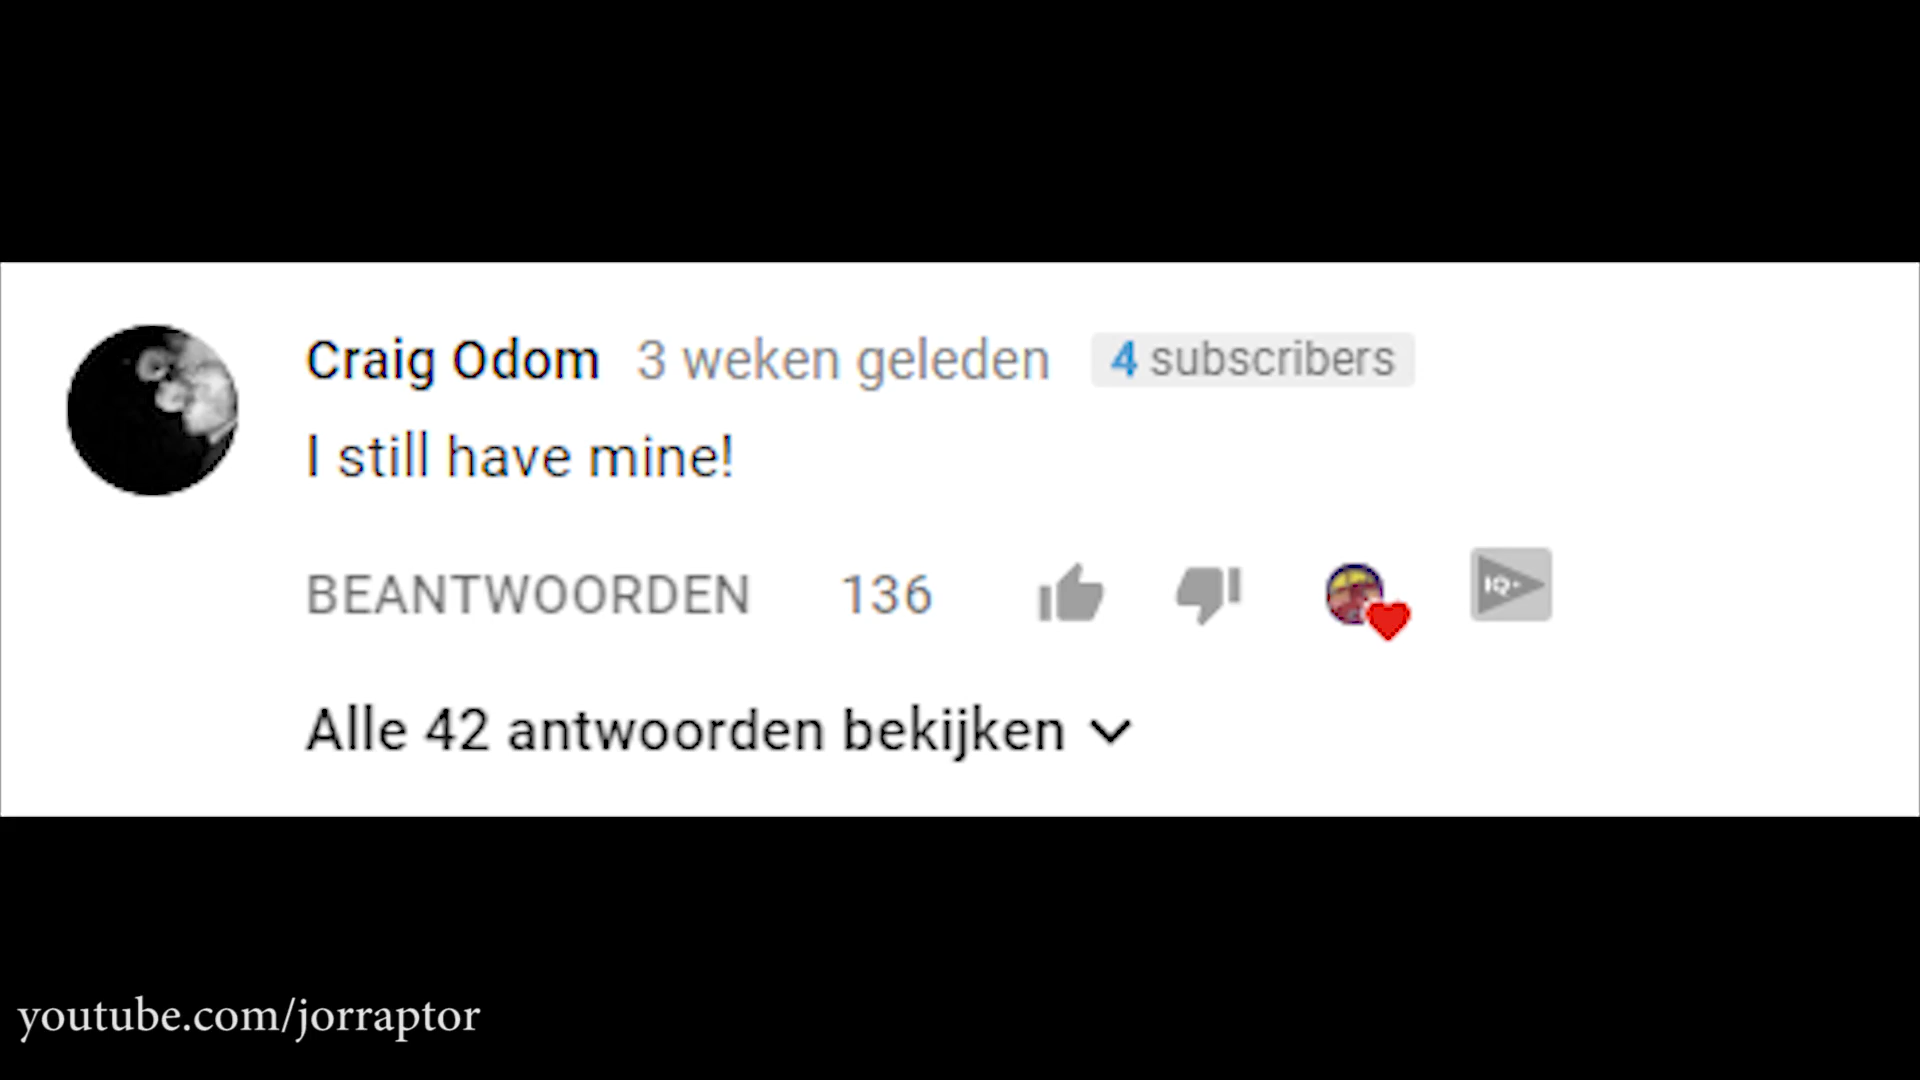 Craig Odom 3 weken geleden 4 subscribers
I still have mine!
BEANTWOORDEN 136 IQ+
Alle 42 antwoorden bekijken
youtube.com/jorraptor